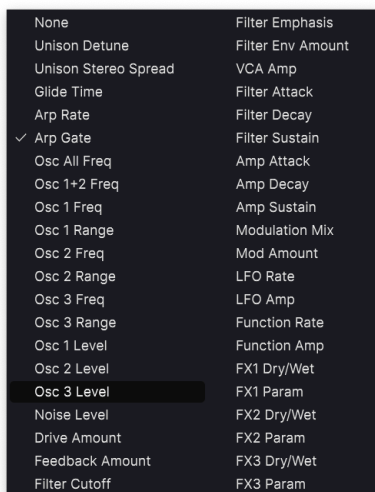 None
Unison Detune
Unison Stereo Spread
Glide Time
Arp Rate
Arp Gate
Osc All Freq
Osc 1+2 Freq
Osc 1 Freq
Osc 1 Range
Osc 2 Freq
Osc 2 Range
Osc 3 Freq
Osc 3 Range
Osc 1 Level
Osc 2 Level
Osc 3 Level
Noise Level
Drive Amount
Feedback Amount
Filter Cutoff
Filter Emphasis
Filter Env Amount
VCA Amp
Filter Attack
Filter Decay
Filter Sustain
Amp Attack
Amp Decay
Amp Sustain
Modulation Mix
Mod Amount
LFO Rate
LFO Amp
Function Rate
Function Amp
FX1 Dry/Wet
FX1 Param
FX2 Dry/Wet
FX2 Param
FX3 Dry/Wet
FX3 Param